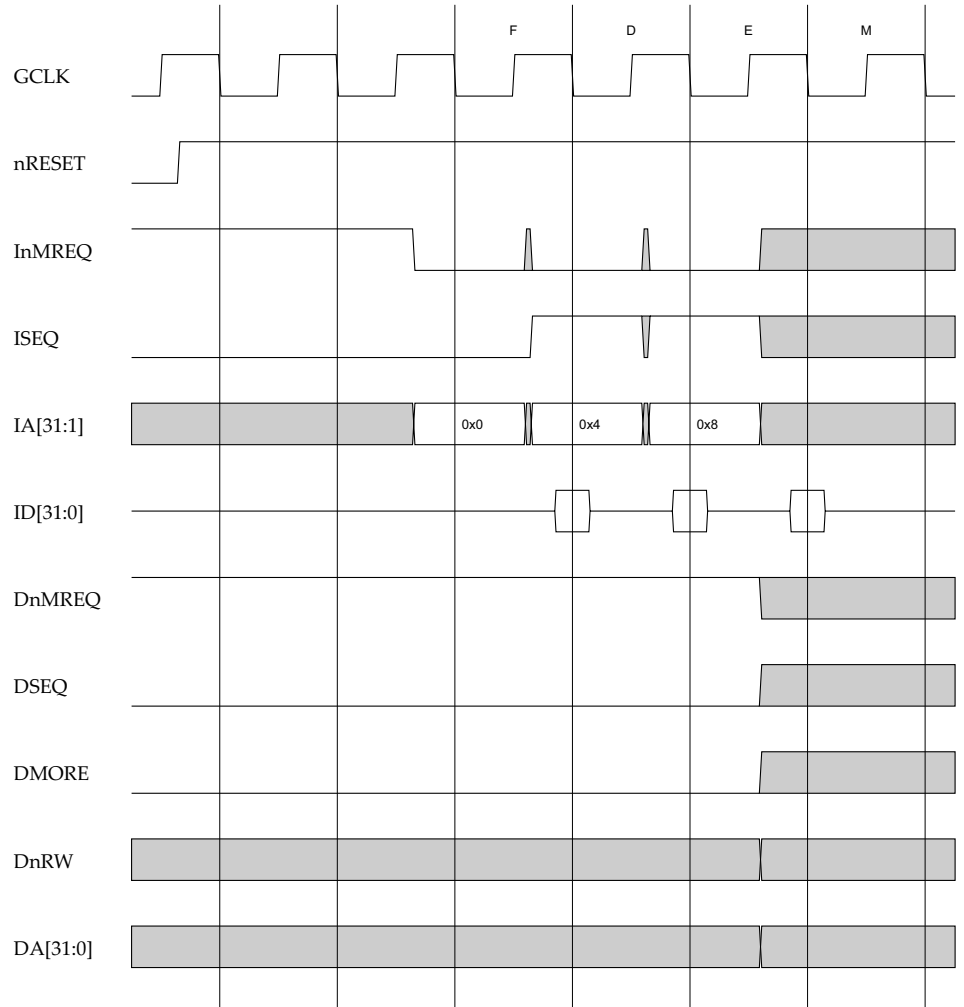 F D E M
GCLK
nRESET
InMREQ
ISEQ
IA[31:1] 0x0 0x4 0x8
ID[31:0]
DnMREQ
DSEQ
DMORE
DnRW
DA[31:0]